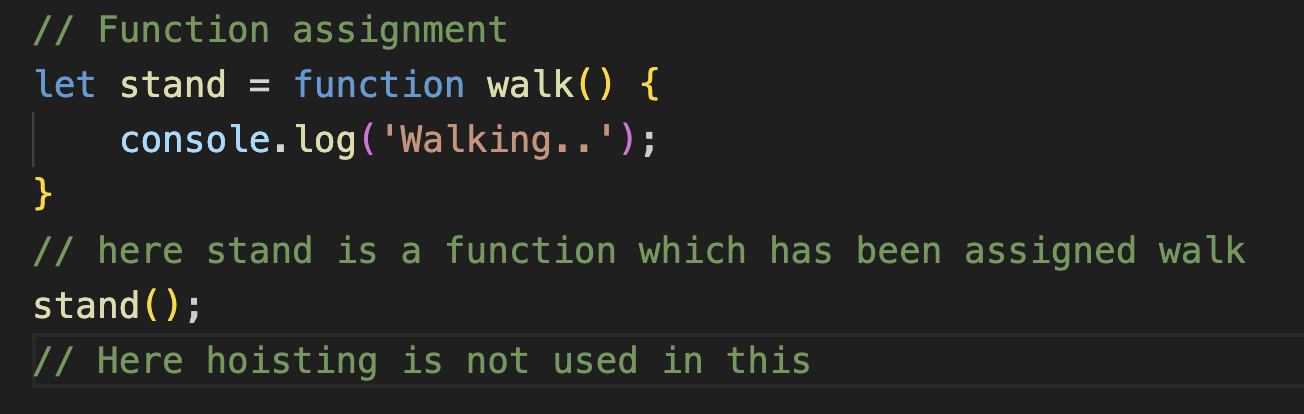 // Function assignment
let stand = function walk() {
    console.log('Walking..');
}
// here stand is a function which has been assigned walk
stand();
// Here hoisting is not used in this